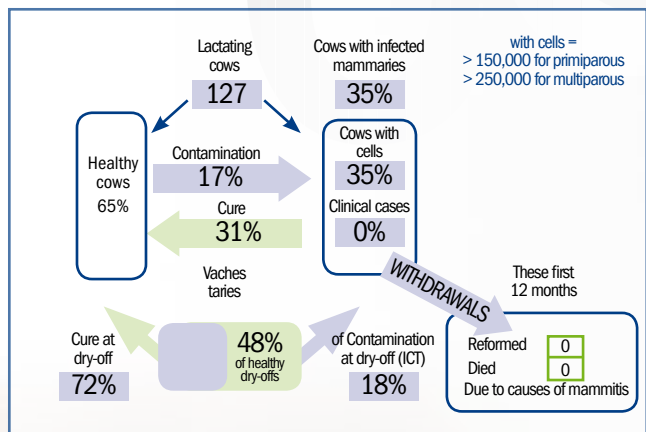 Lactating
cows
127
Cows with infected
mammaries
35%
with cells =
> 150,000 for primiparous
> 250,000 for multiparous
Healthy
cows
65%
Contamination
17%
Cure
31%
Cows with
cells
35%
Clinical cases
0%
Vaches
taries
WITHDRAWALS
These first
12 months
Cure at
dry-off
72%
48%
of healthy
dry-offs
of Contamination
at dry-off (ICT)
18%
Reformed 0
Died 0
Due to causes of mammitis